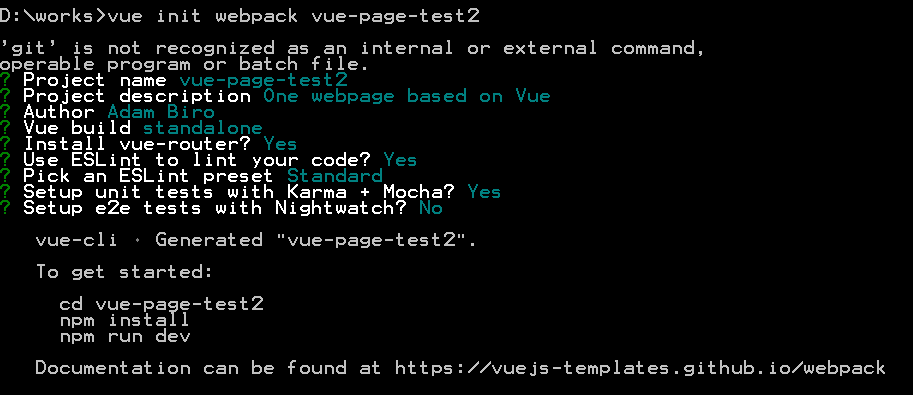 D:\works>vue init webpack vue-page-test2
'git' is not recognized as an internal or external command,
operable program or batch file.
? Project name vue-page-test2
? Project description One webpage based on Vue
? Author Adam Biro
? Vue build standalone
? Install vue-router? Yes
? Use ESLint to lint your code? Yes
? Pick an ESLint preset Standard
? Setup unit tests with Karma + Mocha? Yes
? Setup e2e tests with Nightwatch? No
vue-cli · Generated "vue-page-test2".
To get started:
cd vue-page-test2
npm install
npm run dev
Documentation can be found at https://vuejs-templates.github.io/webpack